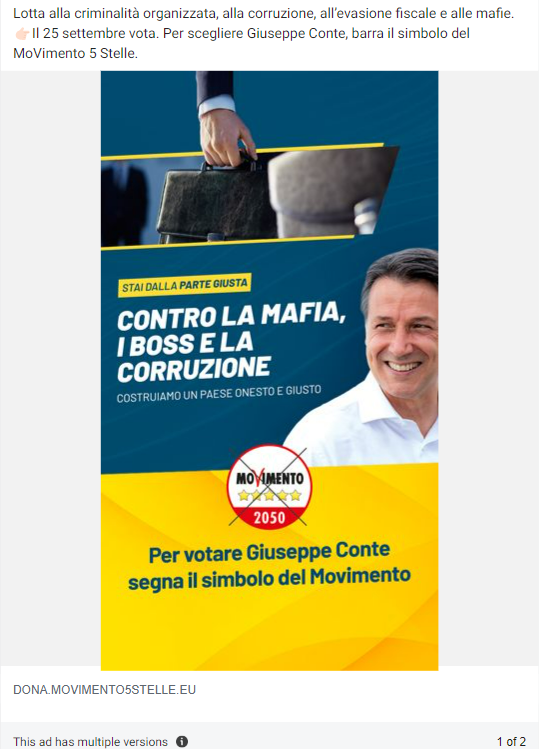 Lotta alla criminalità organizzata, alla corruzione, all'evasione fiscale e alle mafie.
👉🏻Il 25 settembre vota. Per scegliere Giuseppe Conte, barra il simbolo del
MoVimento 5 Stelle.
STAI DALLA PARTE GIUSTA
CONTRO LA MAFIA,
I BOSS E LA
CORRUZIONE
COSTRUIAMO UN PAESE ONESTO E GIUSTO
MOVIMENTO
2050
Per votare Giuseppe Conte
segna il simbolo del Movimento
DONA.MOVIMENTO5STELLE.EU
This ad has multiple versions
1 of 2